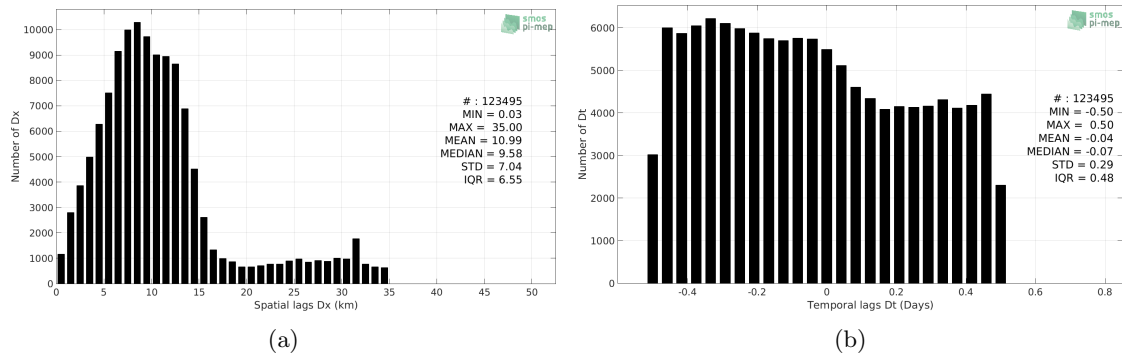 smos
pi-mep
Number of Dx
10000
9000
8000
7000
6000
5000
4000
3000
2000
1000
0
# : 123495
MIN = 0.03
MAX = 35.00
MEAN = 10.99
MEDIAN = 9.58
STD = 7.04
IQR = 6.55
0 5 10 15 20 25 30 35 40 45 50
Spatial lags Dx (km)
(a)
smos
pi-mep
Number of Dt
6000
5000
4000
3000
2000
1000
0
# : 123495
MIN = -0.50
MAX = 0.50
MEAN = -0.04
MEDIAN = -0.07
STD = 0.29
IQR = 0.48
-0.4 -0.2 0 0.2 0.4 0.6 0.8
Temporal lags Dt (Days)
(b)